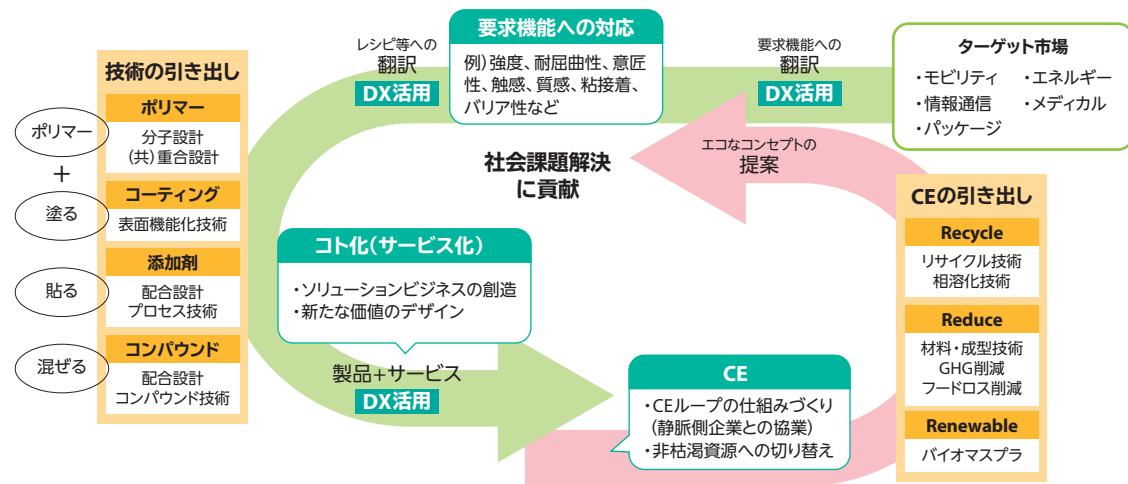 技術の引き出し
ポリマー
分子設計
(共)重合設計
コーティング
表面機能化技術
添加剤
配合設計
プロセス技術
コンパウンド
配合設計
コンパウンド技術
ポリマー
+
塗る
貼る
混ぜる
レシピ等への
翻訳
DX活用
要求機能への対応
例)強度、耐屈曲性、意匠
性、触感、質感、粘接着、
バリア性など
要求機能への
翻訳
DX活用
ターゲット市場
・モビリティ ・エネルギー
・情報通信 ・メディカル
・パッケージ
エコなコンセプトの
提案
社会課題解決
に貢献
コト化(サービス化)
・ソリューションビジネスの創造
・新たな価値のデザイン
製品+サービス
DX活用
CE
・CEループの仕組みづくり
(静脈側企業との協業)
・非枯渇資源への切り替え
CEの引き出し
Recycle
リサイクル技術
相溶化技術
Reduce
材料・成型技術
GHG削減
フードロス削減
Renewable
バイオマスプラ